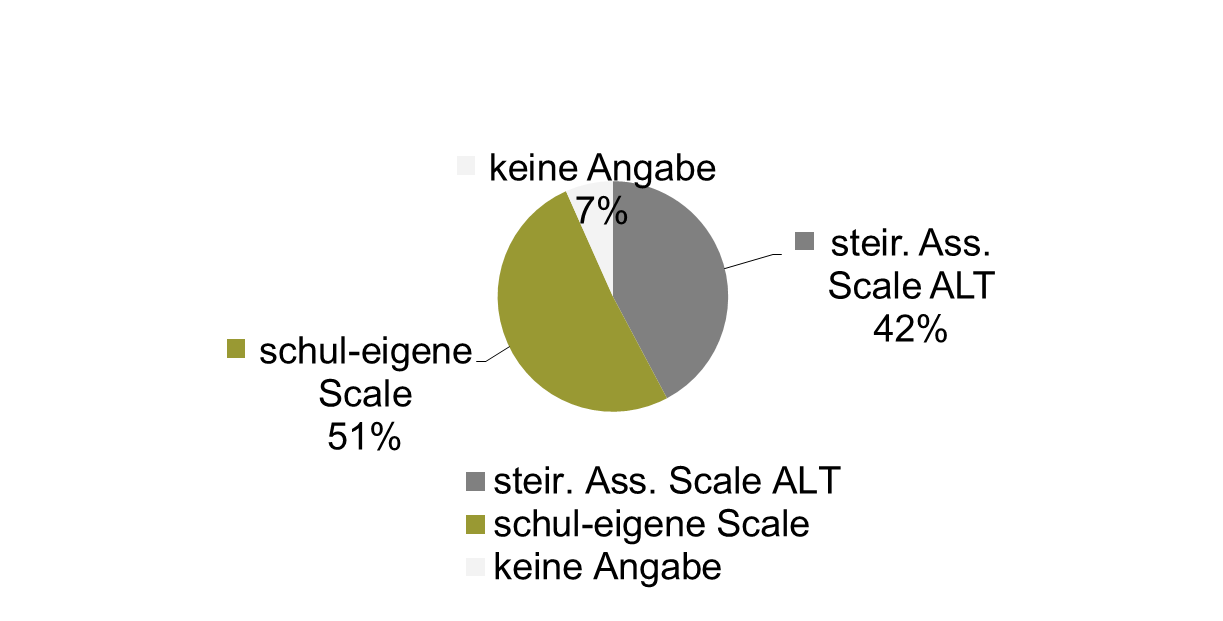 keine Angabe
7%
steir. Ass.
Scale ALT
42%
schul-eigene
Scale
51%
steir. Ass. Scale ALT
schul-eigene Scale
keine Angabe